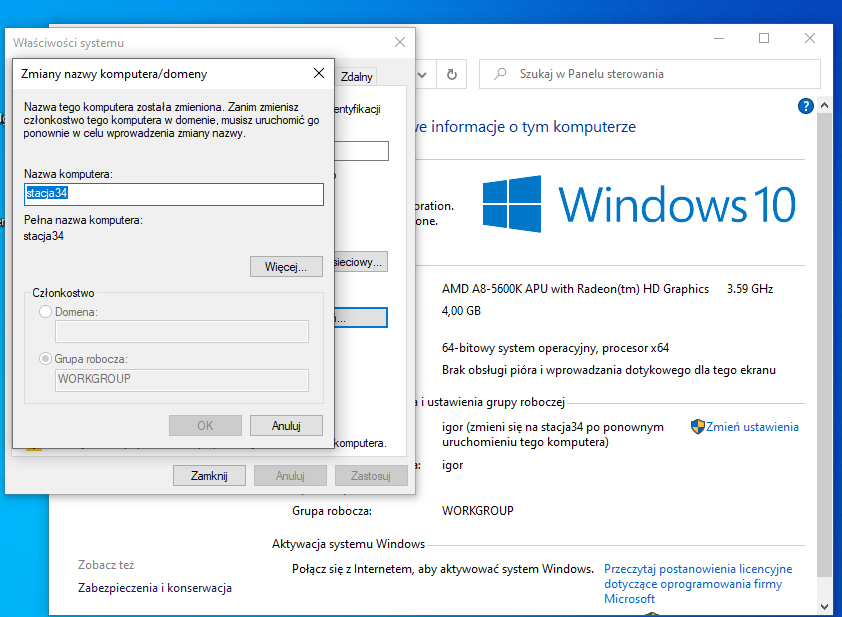 Właściwości systemu
Zmiany nazwy komputera/domeny
Zdalny
Szukaj w Panelu sterowania
Nazwa tego komputera została zmieniona. Zanim zmienisz
członkostwo tego komputera w domenie, musisz uruchomić go
ponownie w celu wprowadzenia zmiany nazwy.
Nazwa komputera:
stacja34
Pełna nazwa komputera:
stacja34
Więcej...
Członkostwo
Domena:
Grupa robocza:
WORKGROUP
OK
Anuluj
komputera.
Zamknij
Anuluj
Zastosuj
informacje o tym komputerze
Windows 10
AMD A8-5600K APU with Radeon(tm) HD Graphics 3.59 GHz
4,00 GB
64-bitowy system operacyjny, procesor x64
Brak obsługi pióra i wprowadzania dotykowego dla tego ekranu
i ustawienia grupy roboczej
igor (zmieni się na stacja34 po ponownym
uruchomieniu tego komputera)
Zmień ustawienia
igor
Grupa robocza:
WORKGROUP
Aktywacja systemu Windows
Połącz się z Internetem, aby aktywować system Windows.
Przeczytaj postanowienia licencyjne
dotyczące oprogramowania firmy
Microsoft
Zobacz też
Zabezpieczenia i konserwacja